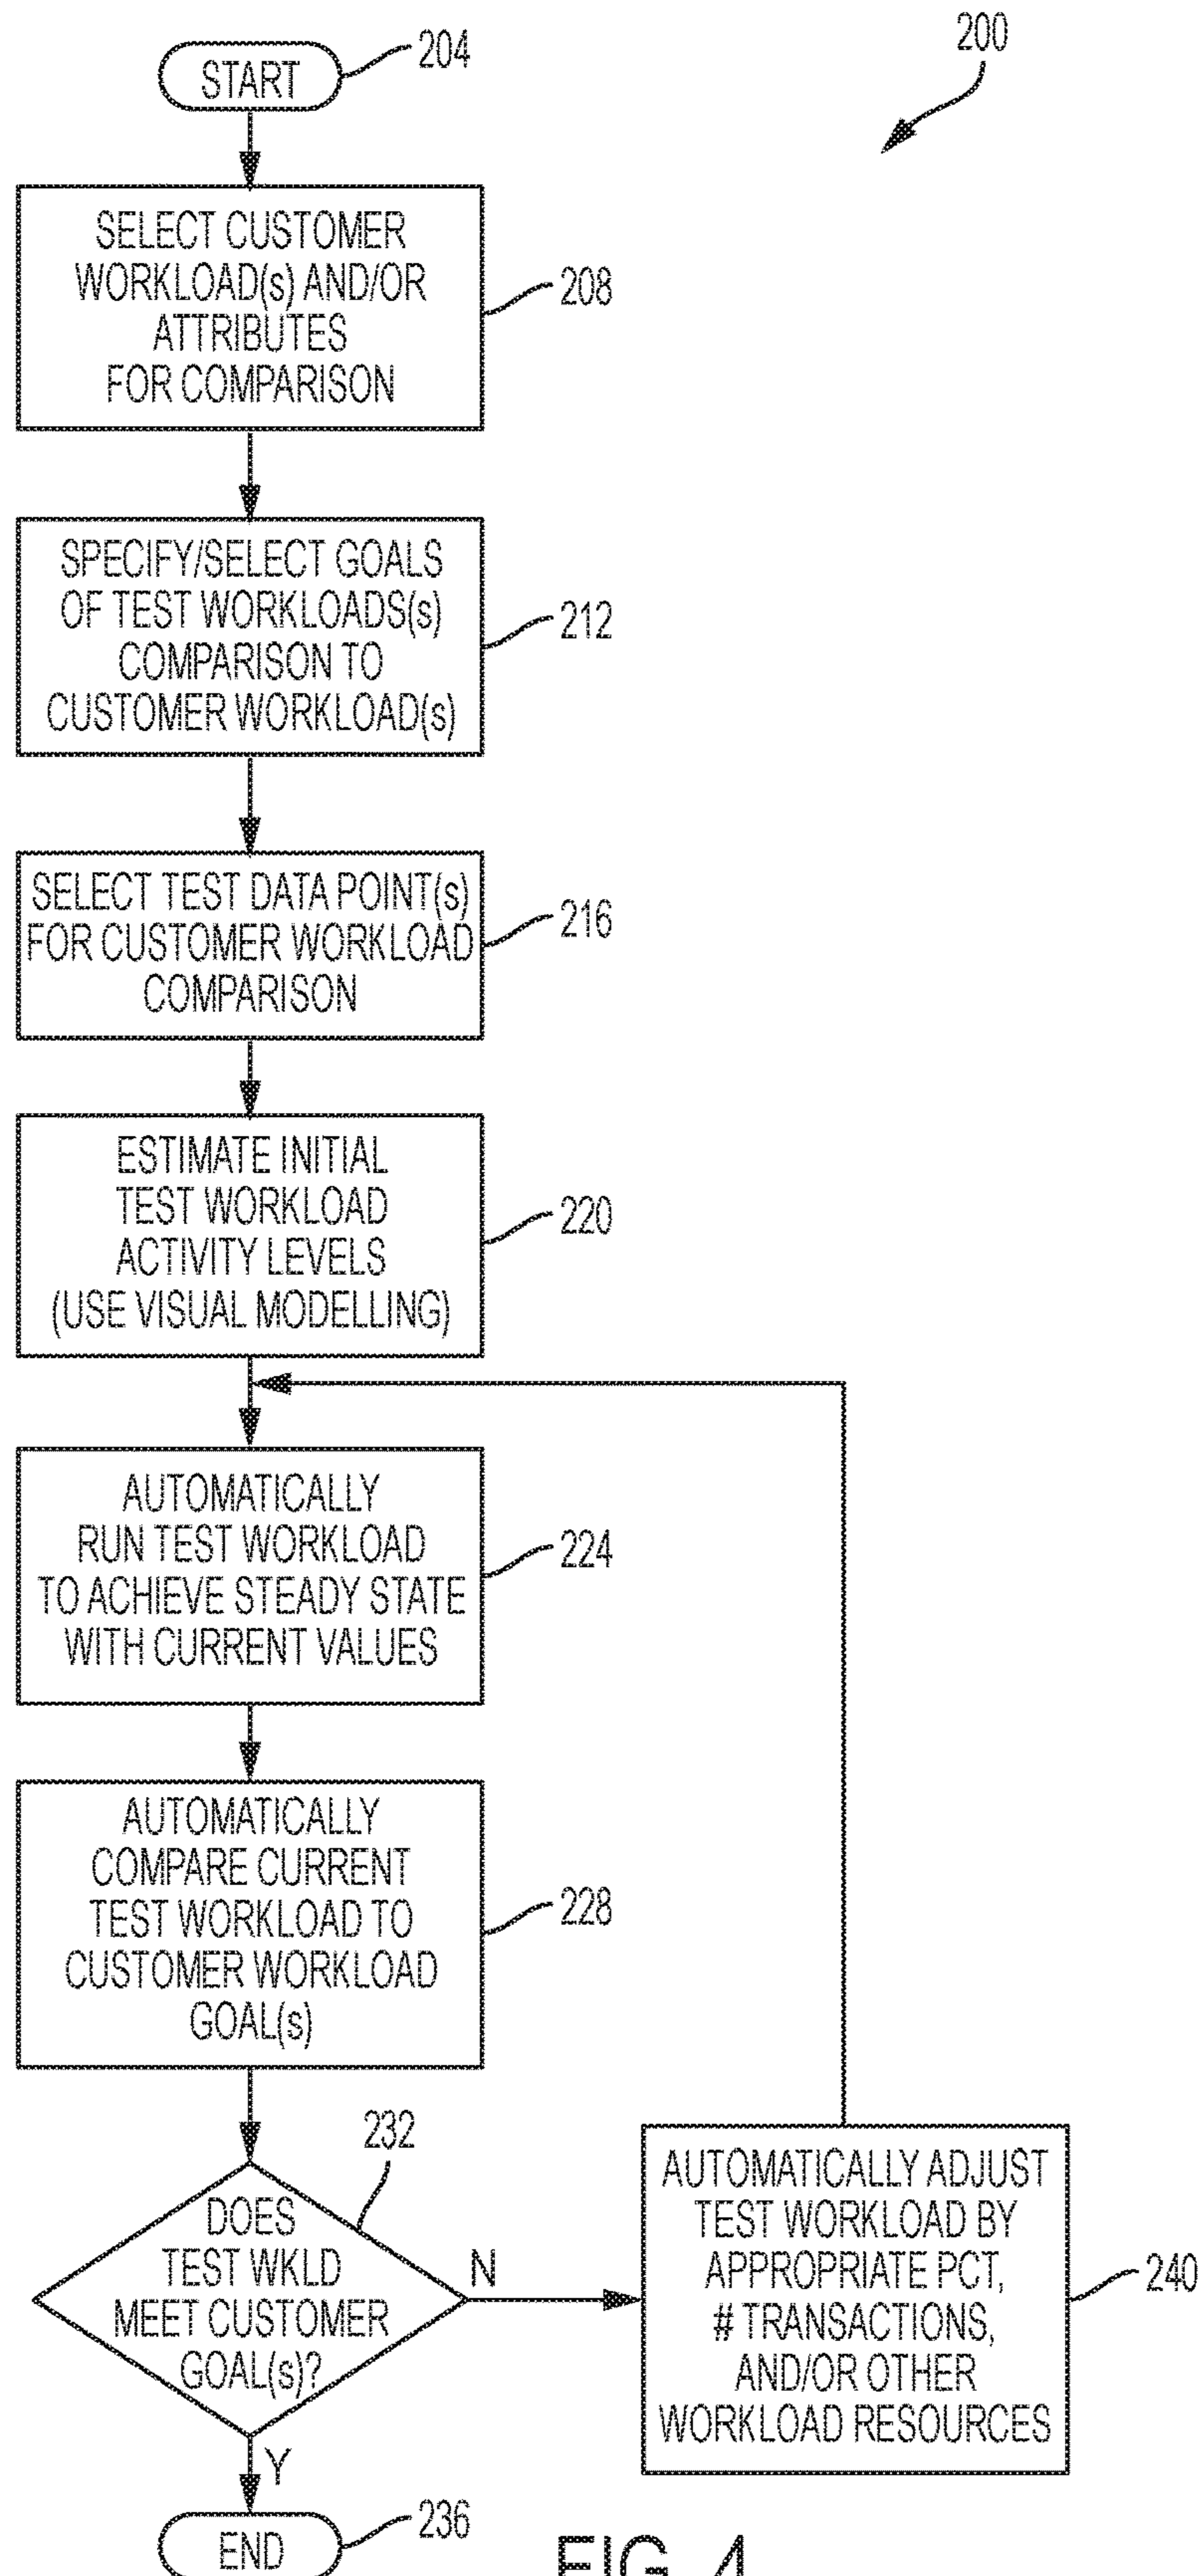 START
204
200
SELECT CUSTOMER
WORKLOAD(s) AND/OR
ATTRIBUTES
FOR COMPARISON
208
SPECIFY/SELECT GOALS
OF TEST WORKLOADS(s)
COMPARISON TO
CUSTOMER WORKLOAD(s)
212
SELECT TEST DATA POINT(s)
FOR CUSTOMER WORKLOAD
COMPARISON
216
ESTIMATE INITIAL
TEST WORKLOAD
ACTIVITY LEVELS
(USE VISUAL MODELLING)
220
AUTOMATICALLY
RUN TEST WORKLOAD
TO ACHIEVE STEADY STATE
WITH CURRENT VALUES
224
AUTOMATICALLY
COMPARE CURRENT
TEST WORKLOAD TO
CUSTOMER WORKLOAD
GOAL(s)
228
232
DOES
TEST WKLD
MEET CUSTOMER
GOAL(s)?
N
Y
AUTOMATICALLY ADJUST
TEST WORKLOAD BY
APPROPRIATE PCT,
# TRANSACTIONS,
AND/OR OTHER
WORKLOAD RESOURCES
240
END
236
FIG. 4